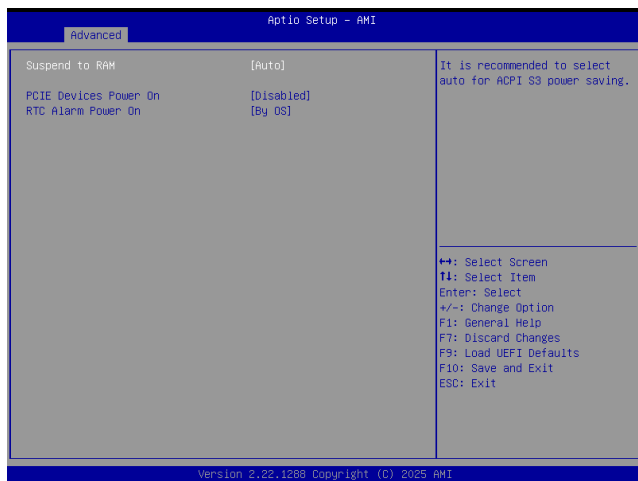 Aptio Setup – AMI
Advanced
Suspend to RAM [Auto]
PCIE Devices Power On [Disabled]
RTC Alarm Power On [By OS]
It is recommended to select
auto for ACPI S3 power saving.
↔: Select Screen
↑↓: Select Item
Enter: Select
+/-: Change Option
F1: General Help
F7: Discard Changes
F9: Load UEFI Defaults
F10: Save and Exit
ESC: Exit
Version 2.22.1288 Copyright (C) 2025 AMI